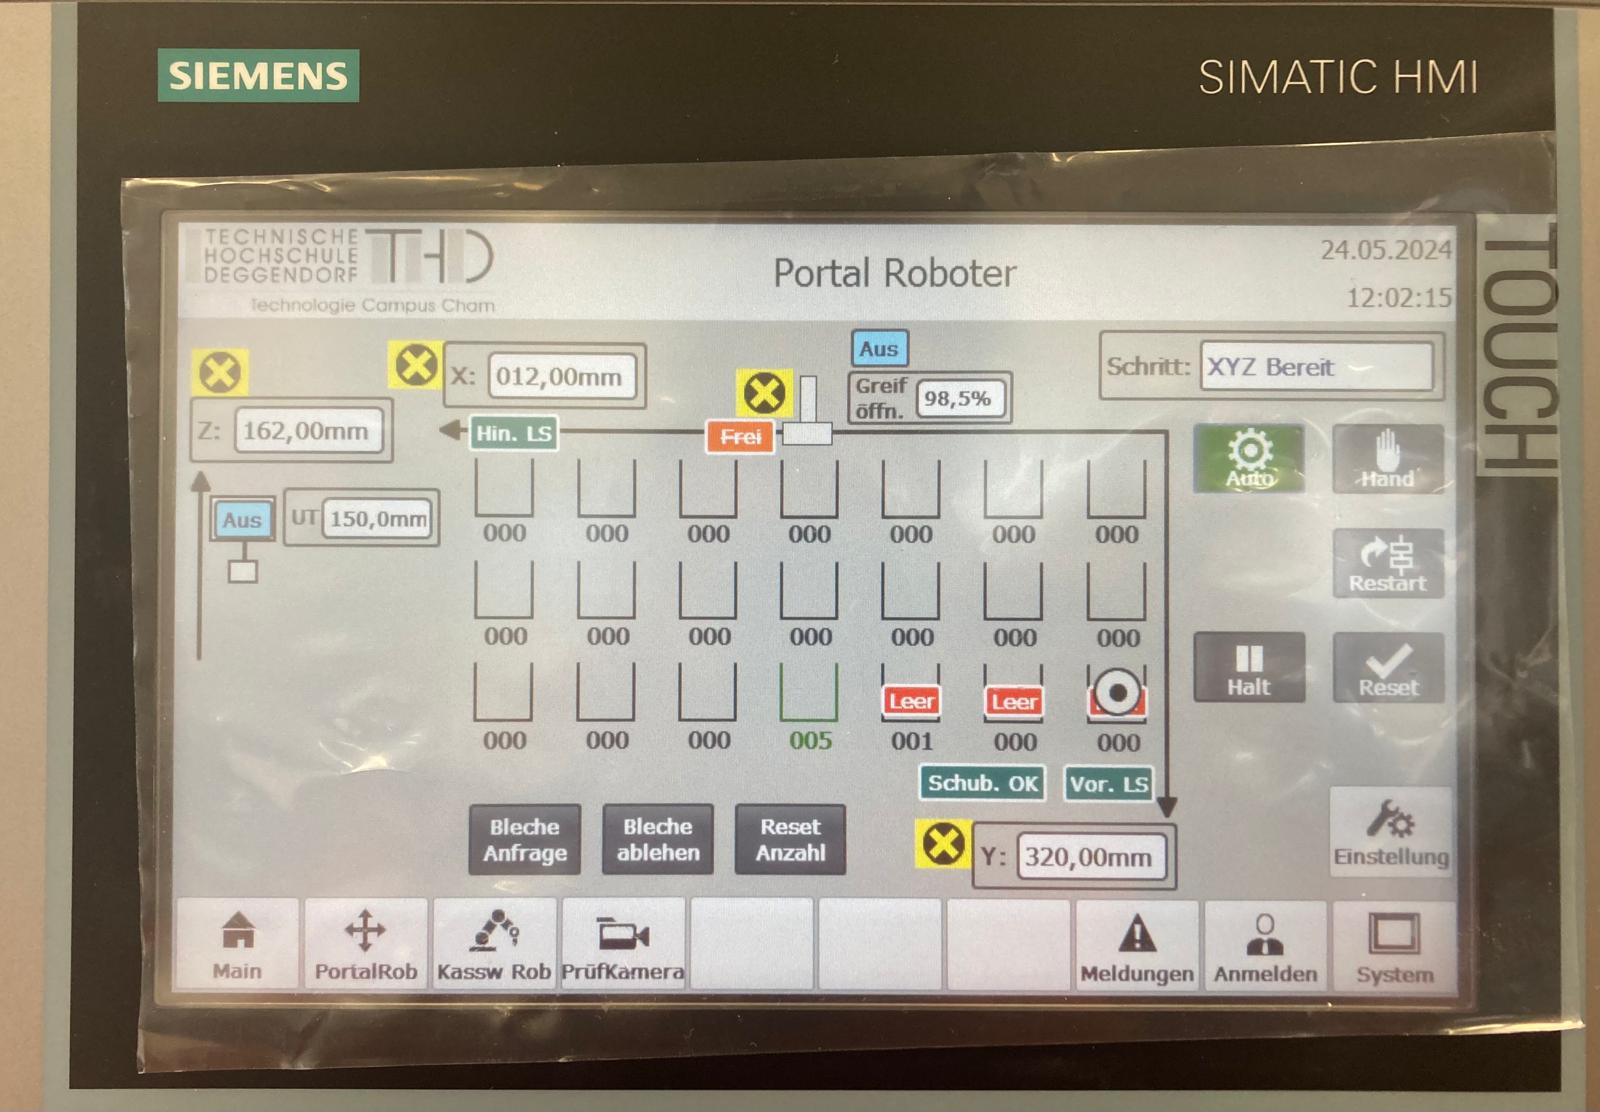 SIEMENS
SIMATIC HMI
TOUCH
TECHNISCHE
HOCHSCHULE
DEGGENDORF
THD
Technologie Campus Cham
Portal Roboter
24.05.2024
12:02:15
X: 012,00mm
Aus
Greif
öffn.
98,5%
Schritt: XYZ Bereit
Z: 162,00mm
Hin. LS
Frei
Auto
Hand
Aus
UT 150,0mm
000 000 000 000 000 000 000
Restart
000 000 000 000 000 000 000
Leer
Leer
Halt
Reset
000 000 000 005 001 000 000
Schub. OK
Vor. LS
Bleche
Anfrage
Bleche
ablehen
Reset
Anzahl
Y: 320,00mm
Einstellung
Main
PortalRob
Kassw Rob
PrüfKamera
Meldungen
Anmelden
System